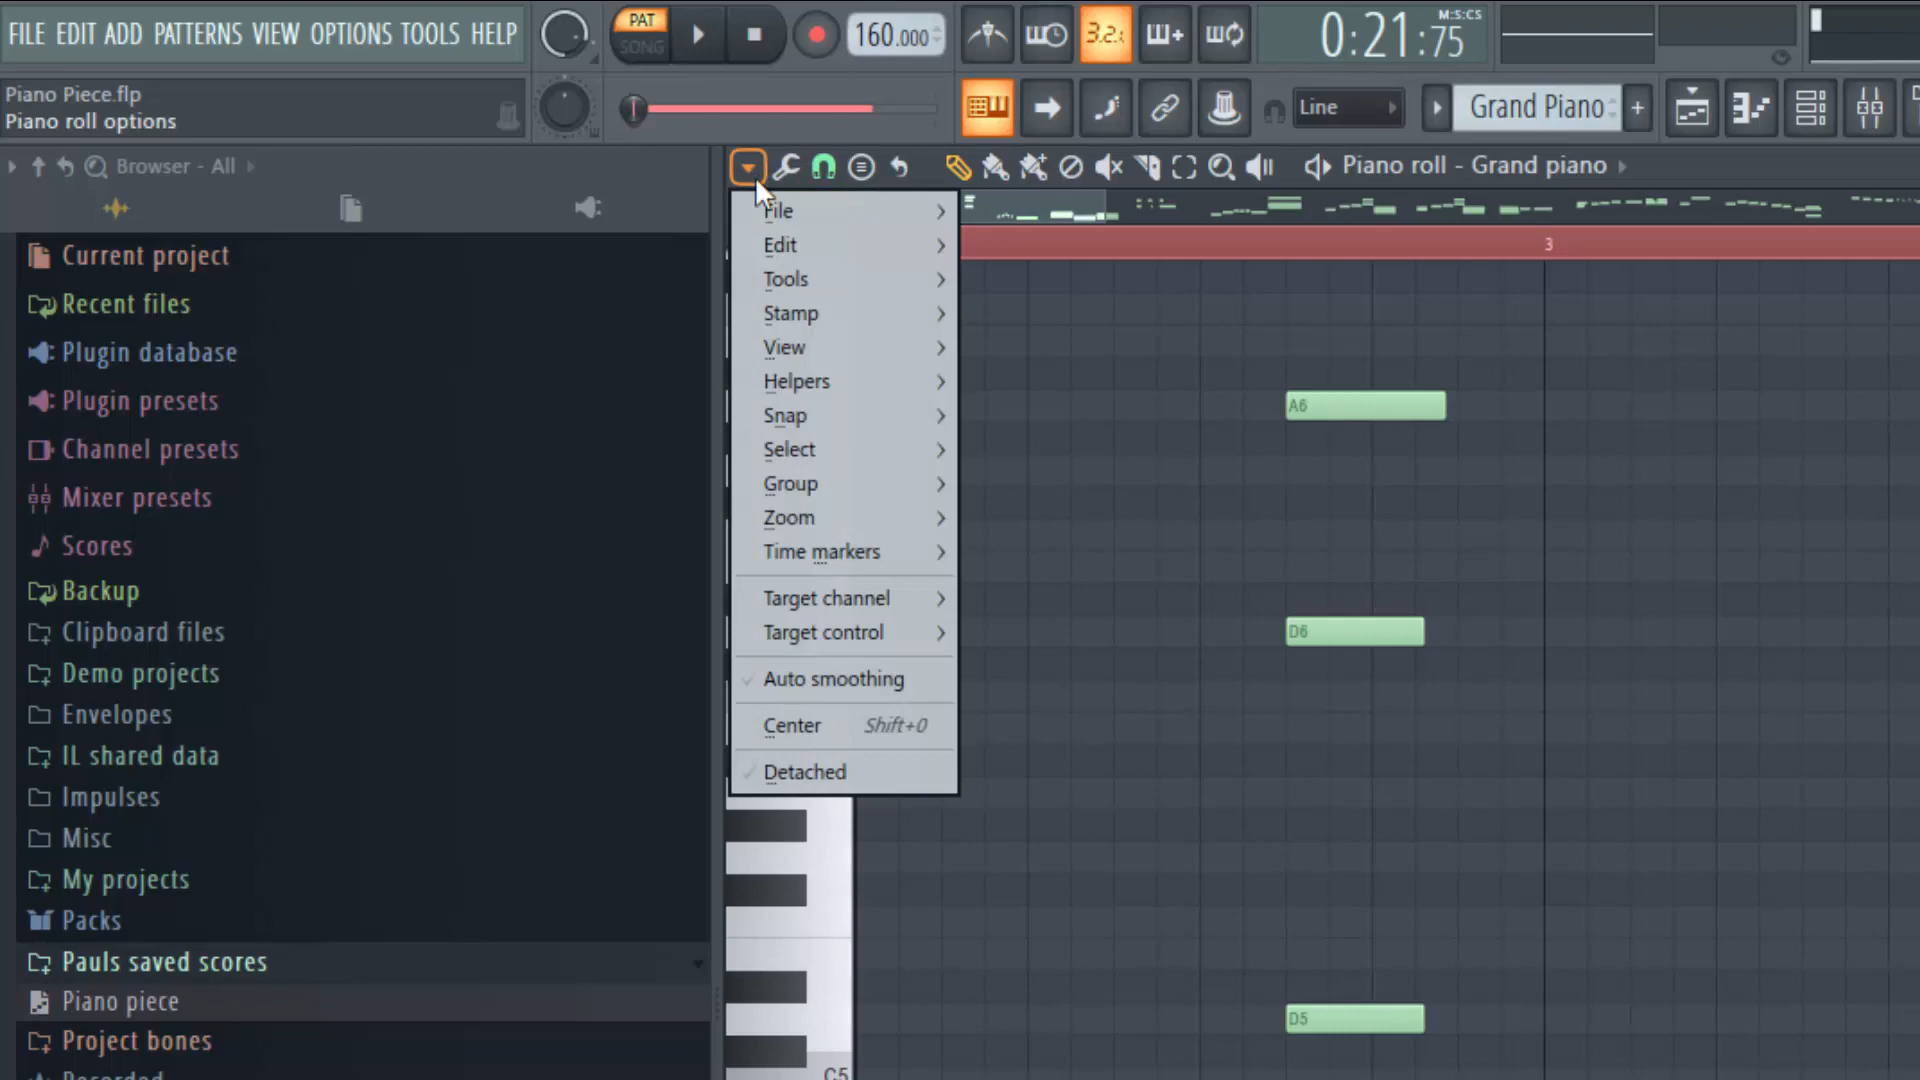 FILE EDIT ADD PATTERNS VIEW OPTIONS TOOLS HELP
PAT
SONG
160.000
3.2.
0:21:75
M:S:CS
Piano Piece.flp
Piano roll options
Line
Grand Piano
+
Browser - All
Piano roll - Grand piano
Current project
Recent files
Plugin database
Plugin presets
Channel presets
Mixer presets
Scores
Backup
Clipboard files
Demo projects
Envelopes
IL shared data
Impulses
Misc
My projects
Packs
Pauls saved scores
Piano piece
Project bones
Recorded
File
Edit
Tools
Stamp
View
Helpers
Snap
Select
Group
Zoom
Time markers
Target channel
Target control
Auto smoothing
Center Shift+0
Detached
3
A6
D6
D5
C5